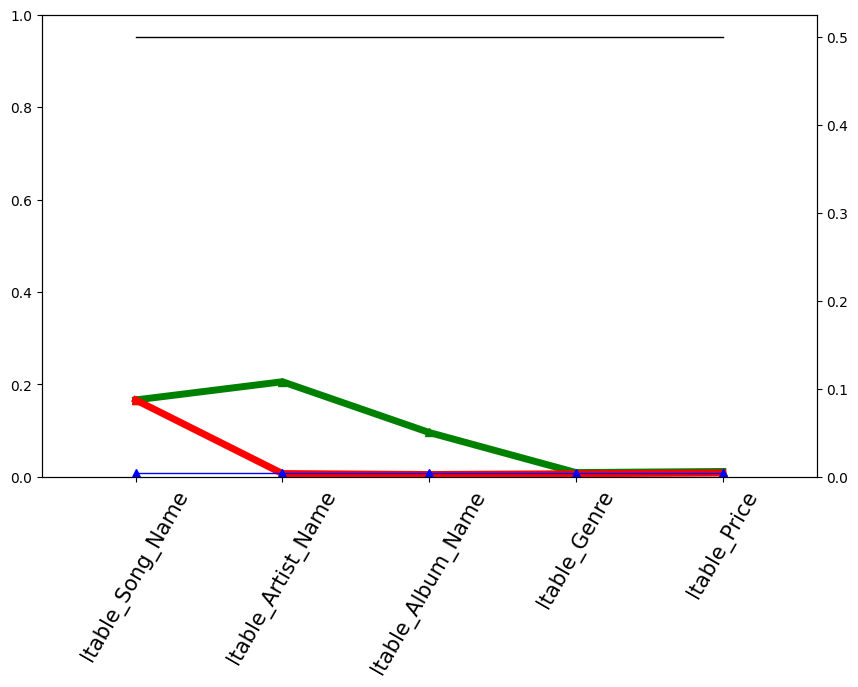 1.0
0.8
0.6
0.4
0.2
0.0
0.5
0.4
0.3
0.2
0.1
0.0
ltable_Song_Name
ltable_Artist_Name
ltable_Album_Name
ltable_Genre
ltable_Price